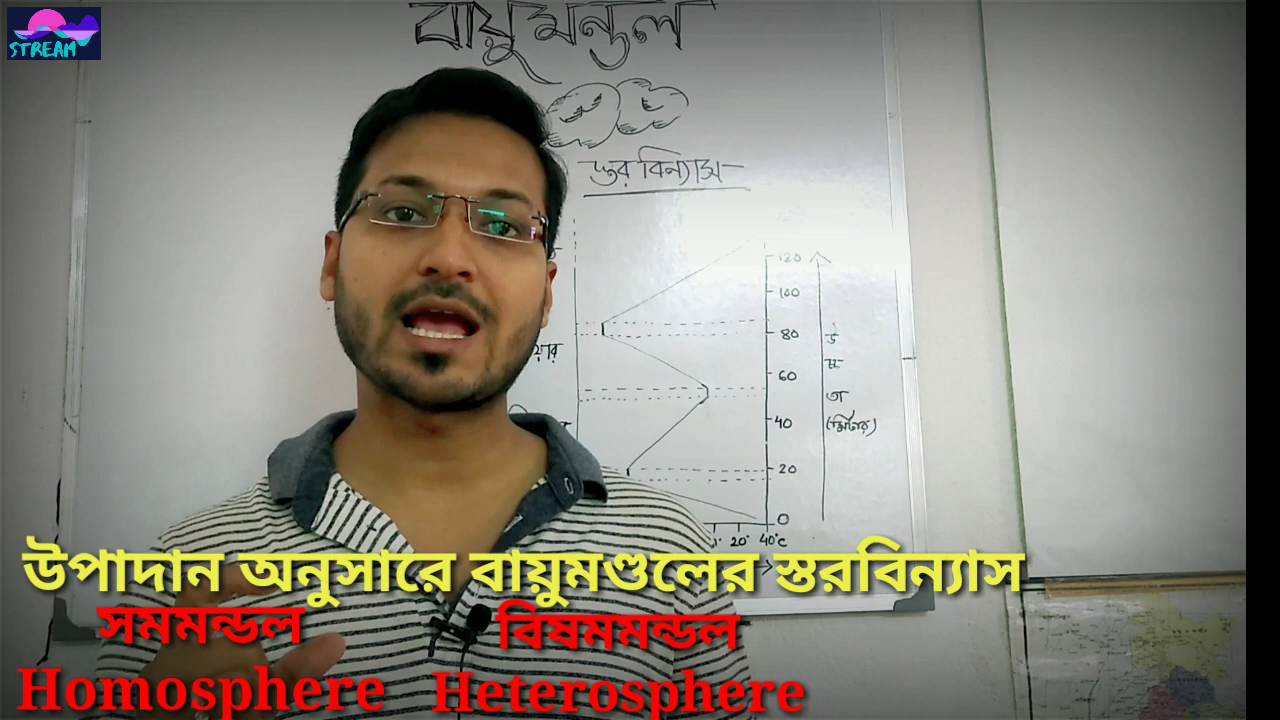 STREAM
বায়ুমন্ডল
স্তরবিন্যাস
120
100
80
60
40
20
0
20° 40°c
উ
চ্চ
তা
উপাদান অনুসারে বায়ুমণ্ডলের স্তরবিন্যাস
সমমন্ডল বিষমমন্ডল
Homosphere Heterosphere